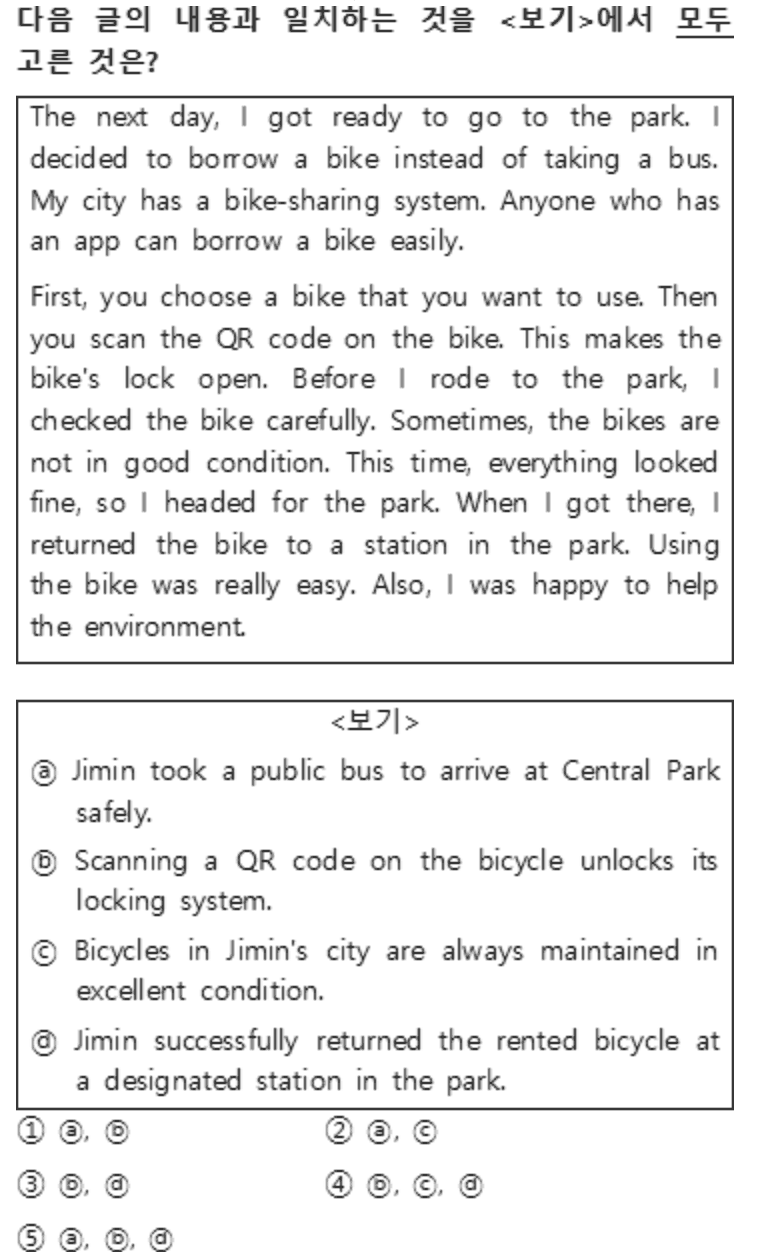 다음 글의 내용과 일치하는 것을 <보기>에서 모두
고른 것은?
The next day, I got ready to go to the park. I
decided to borrow a bike instead of taking a bus.
My city has a bike-sharing system. Anyone who has
an app can borrow a bike easily.
First, you choose a bike that you want to use. Then
you scan the QR code on the bike. This makes the
bike's lock open. Before I rode to the park, I
checked the bike carefully. Sometimes, the bikes are
not in good condition. This time, everything looked
fine, so I headed for the park. When I got there, I
returned the bike to a station in the park. Using
the bike was really easy. Also, I was happy to help
the environment.
<보기>
ⓐ Jimin took a public bus to arrive at Central Park
safely.
ⓑ Scanning a QR code on the bicycle unlocks its
locking system.
ⓒ Bicycles in Jimin's city are always maintained in
excellent condition.
ⓓ Jimin successfully returned the rented bicycle at
a designated station in the park.
① ⓐ, ⓑ ② ⓐ, ⓒ
③ ⓑ, ⓓ ④ ⓑ, ⓒ, ⓓ
⑤ ⓐ, ⓑ, ⓓ